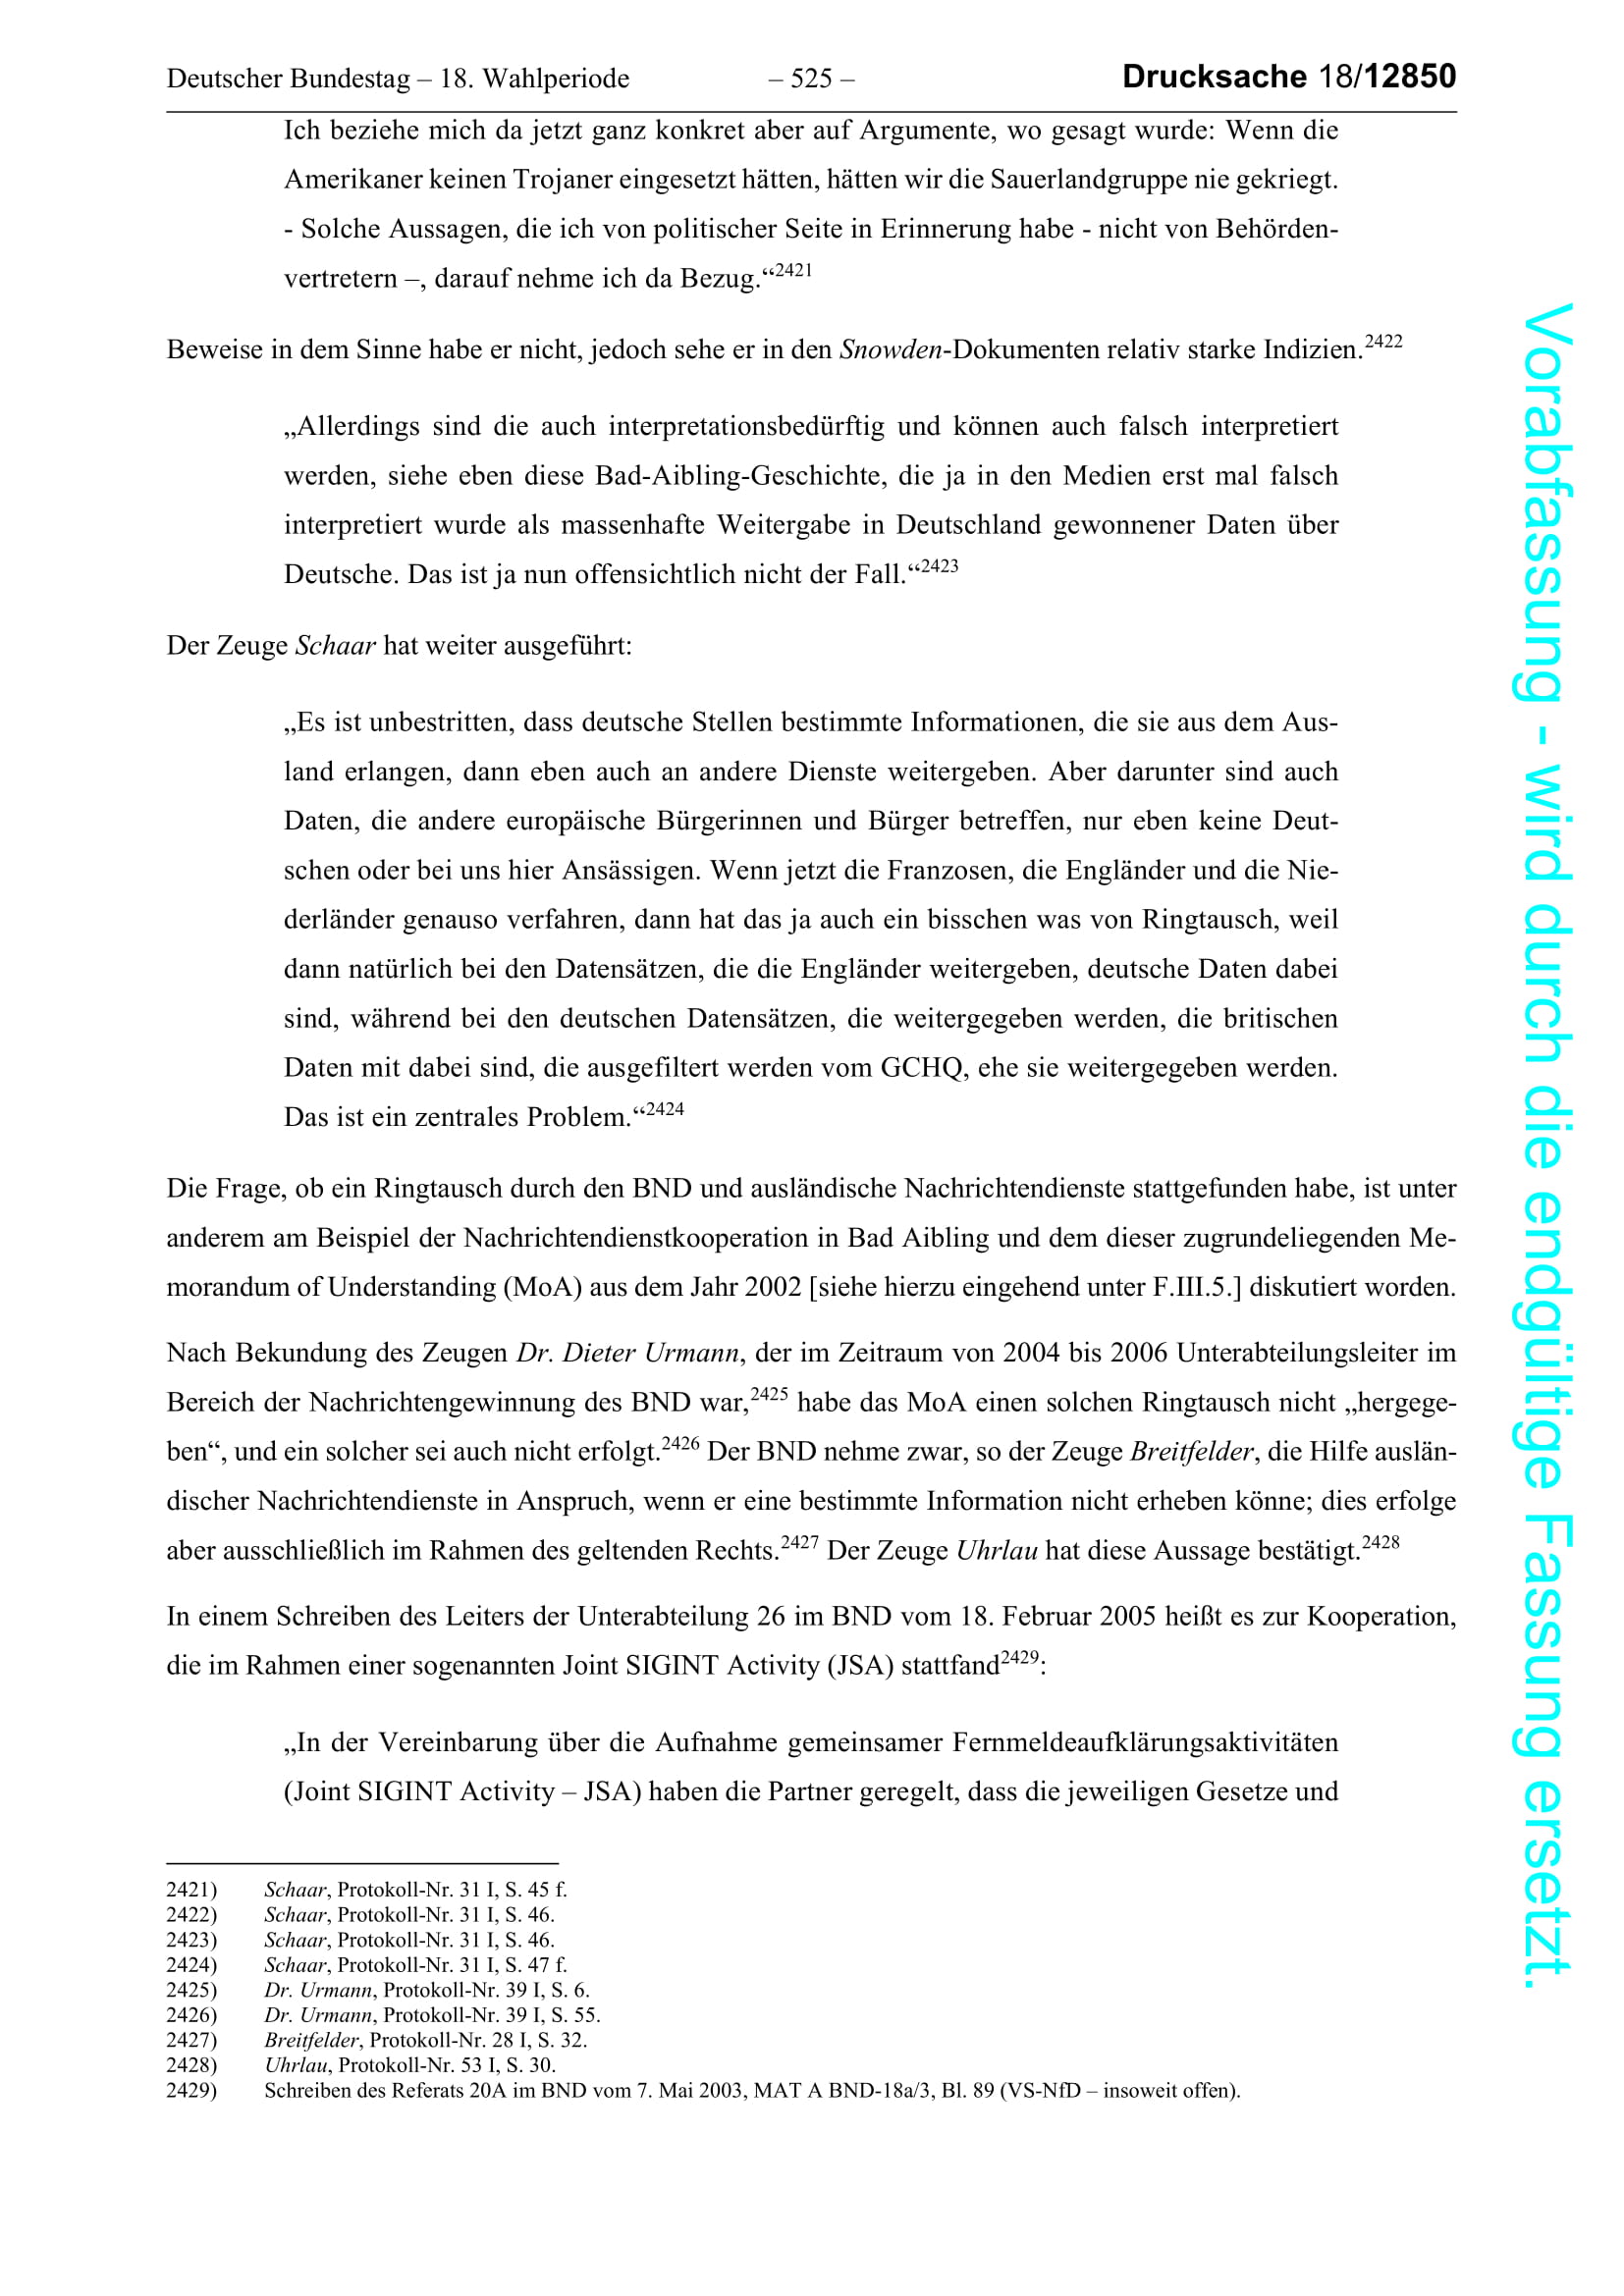 Deutscher Bundestag – 18. Wahlperiode – 525 – Drucksache 18/12850
Ich beziehe mich da jetzt ganz konkret aber auf Argumente, wo gesagt wurde: Wenn die
Amerikaner keinen Trojaner eingesetzt hätten, hätten wir die Sauerlandgruppe nie gekriegt.
- Solche Aussagen, die ich von politischer Seite in Erinnerung habe - nicht von Behörden-
vertretern –, darauf nehme ich da Bezug.“2421
Beweise in dem Sinne habe er nicht, jedoch sehe er in den Snowden-Dokumenten relativ starke Indizien.2422
„Allerdings sind die auch interpretationsbedürftig und können auch falsch interpretiert
werden, siehe eben diese Bad-Aibling-Geschichte, die ja in den Medien erst mal falsch
interpretiert wurde als massenhafte Weitergabe in Deutschland gewonnener Daten über
Deutsche. Das ist ja nun offensichtlich nicht der Fall.“2423
Der Zeuge Schaar hat weiter ausgeführt:
„Es ist unbestritten, dass deutsche Stellen bestimmte Informationen, die sie aus dem Aus-
land erlangen, dann eben auch an andere Dienste weitergeben. Aber darunter sind auch
Daten, die andere europäische Bürgerinnen und Bürger betreffen, nur eben keine Deut-
schen oder bei uns hier Ansässigen. Wenn jetzt die Franzosen, die Engländer und die Nie-
derländer genauso verfahren, dann hat das ja auch ein bisschen was von Ringtausch, weil
dann natürlich bei den Datensätzen, die die Engländer weitergeben, deutsche Daten dabei
sind, während bei den deutschen Datensätzen, die weitergegeben werden, die britischen
Daten mit dabei sind, die ausgefiltert werden vom GCHQ, ehe sie weitergegeben werden.
Das ist ein zentrales Problem.“2424
Die Frage, ob ein Ringtausch durch den BND und ausländische Nachrichtendienste stattgefunden habe, ist unter
anderem am Beispiel der Nachrichtendienstkooperation in Bad Aibling und dem dieser zugrundeliegenden Me-
morandum of Understanding (MoA) aus dem Jahr 2002 [siehe hierzu eingehend unter F.III.5.] diskutiert worden.
Nach Bekundung des Zeugen Dr. Dieter Urmann, der im Zeitraum von 2004 bis 2006 Unterabteilungsleiter im
Bereich der Nachrichtengewinnung des BND war,2425 habe das MoA einen solchen Ringtausch nicht „hergege-
ben“, und ein solcher sei auch nicht erfolgt.2426 Der BND nehme zwar, so der Zeuge Breitfelder, die Hilfe auslän-
discher Nachrichtendienste in Anspruch, wenn er eine bestimmte Information nicht erheben könne; dies erfolge
aber ausschließlich im Rahmen des geltenden Rechts.2427 Der Zeuge Uhrlau hat diese Aussage bestätigt.2428
In einem Schreiben des Leiters der Unterabteilung 26 im BND vom 18. Februar 2005 heißt es zur Kooperation,
die im Rahmen einer sogenannten Joint SIGINT Activity (JSA) stattfand2429:
„In der Vereinbarung über die Aufnahme gemeinsamer Fernmeldeaufklärungsaktivitäten
(Joint SIGINT Activity – JSA) haben die Partner geregelt, dass die jeweiligen Gesetze und
2421) Schaar, Protokoll-Nr. 31 I, S. 45 f.
2422) Schaar, Protokoll-Nr. 31 I, S. 46.
2423) Schaar, Protokoll-Nr. 31 I, S. 46.
2424) Schaar, Protokoll-Nr. 31 I, S. 47 f.
2425) Dr. Urmann, Protokoll-Nr. 39 I, S. 6.
2426) Dr. Urmann, Protokoll-Nr. 39 I, S. 55.
2427) Breitfelder, Protokoll-Nr. 28 I, S. 32.
2428) Uhrlau, Protokoll-Nr. 53 I, S. 30.
2429) Schreiben des Referats 20A im BND vom 7. Mai 2003, MAT A BND-18a/3, Bl. 89 (VS-NfD – insoweit offen).
Vorabfassung - wird durch die endgültige Fassung ersetzt.